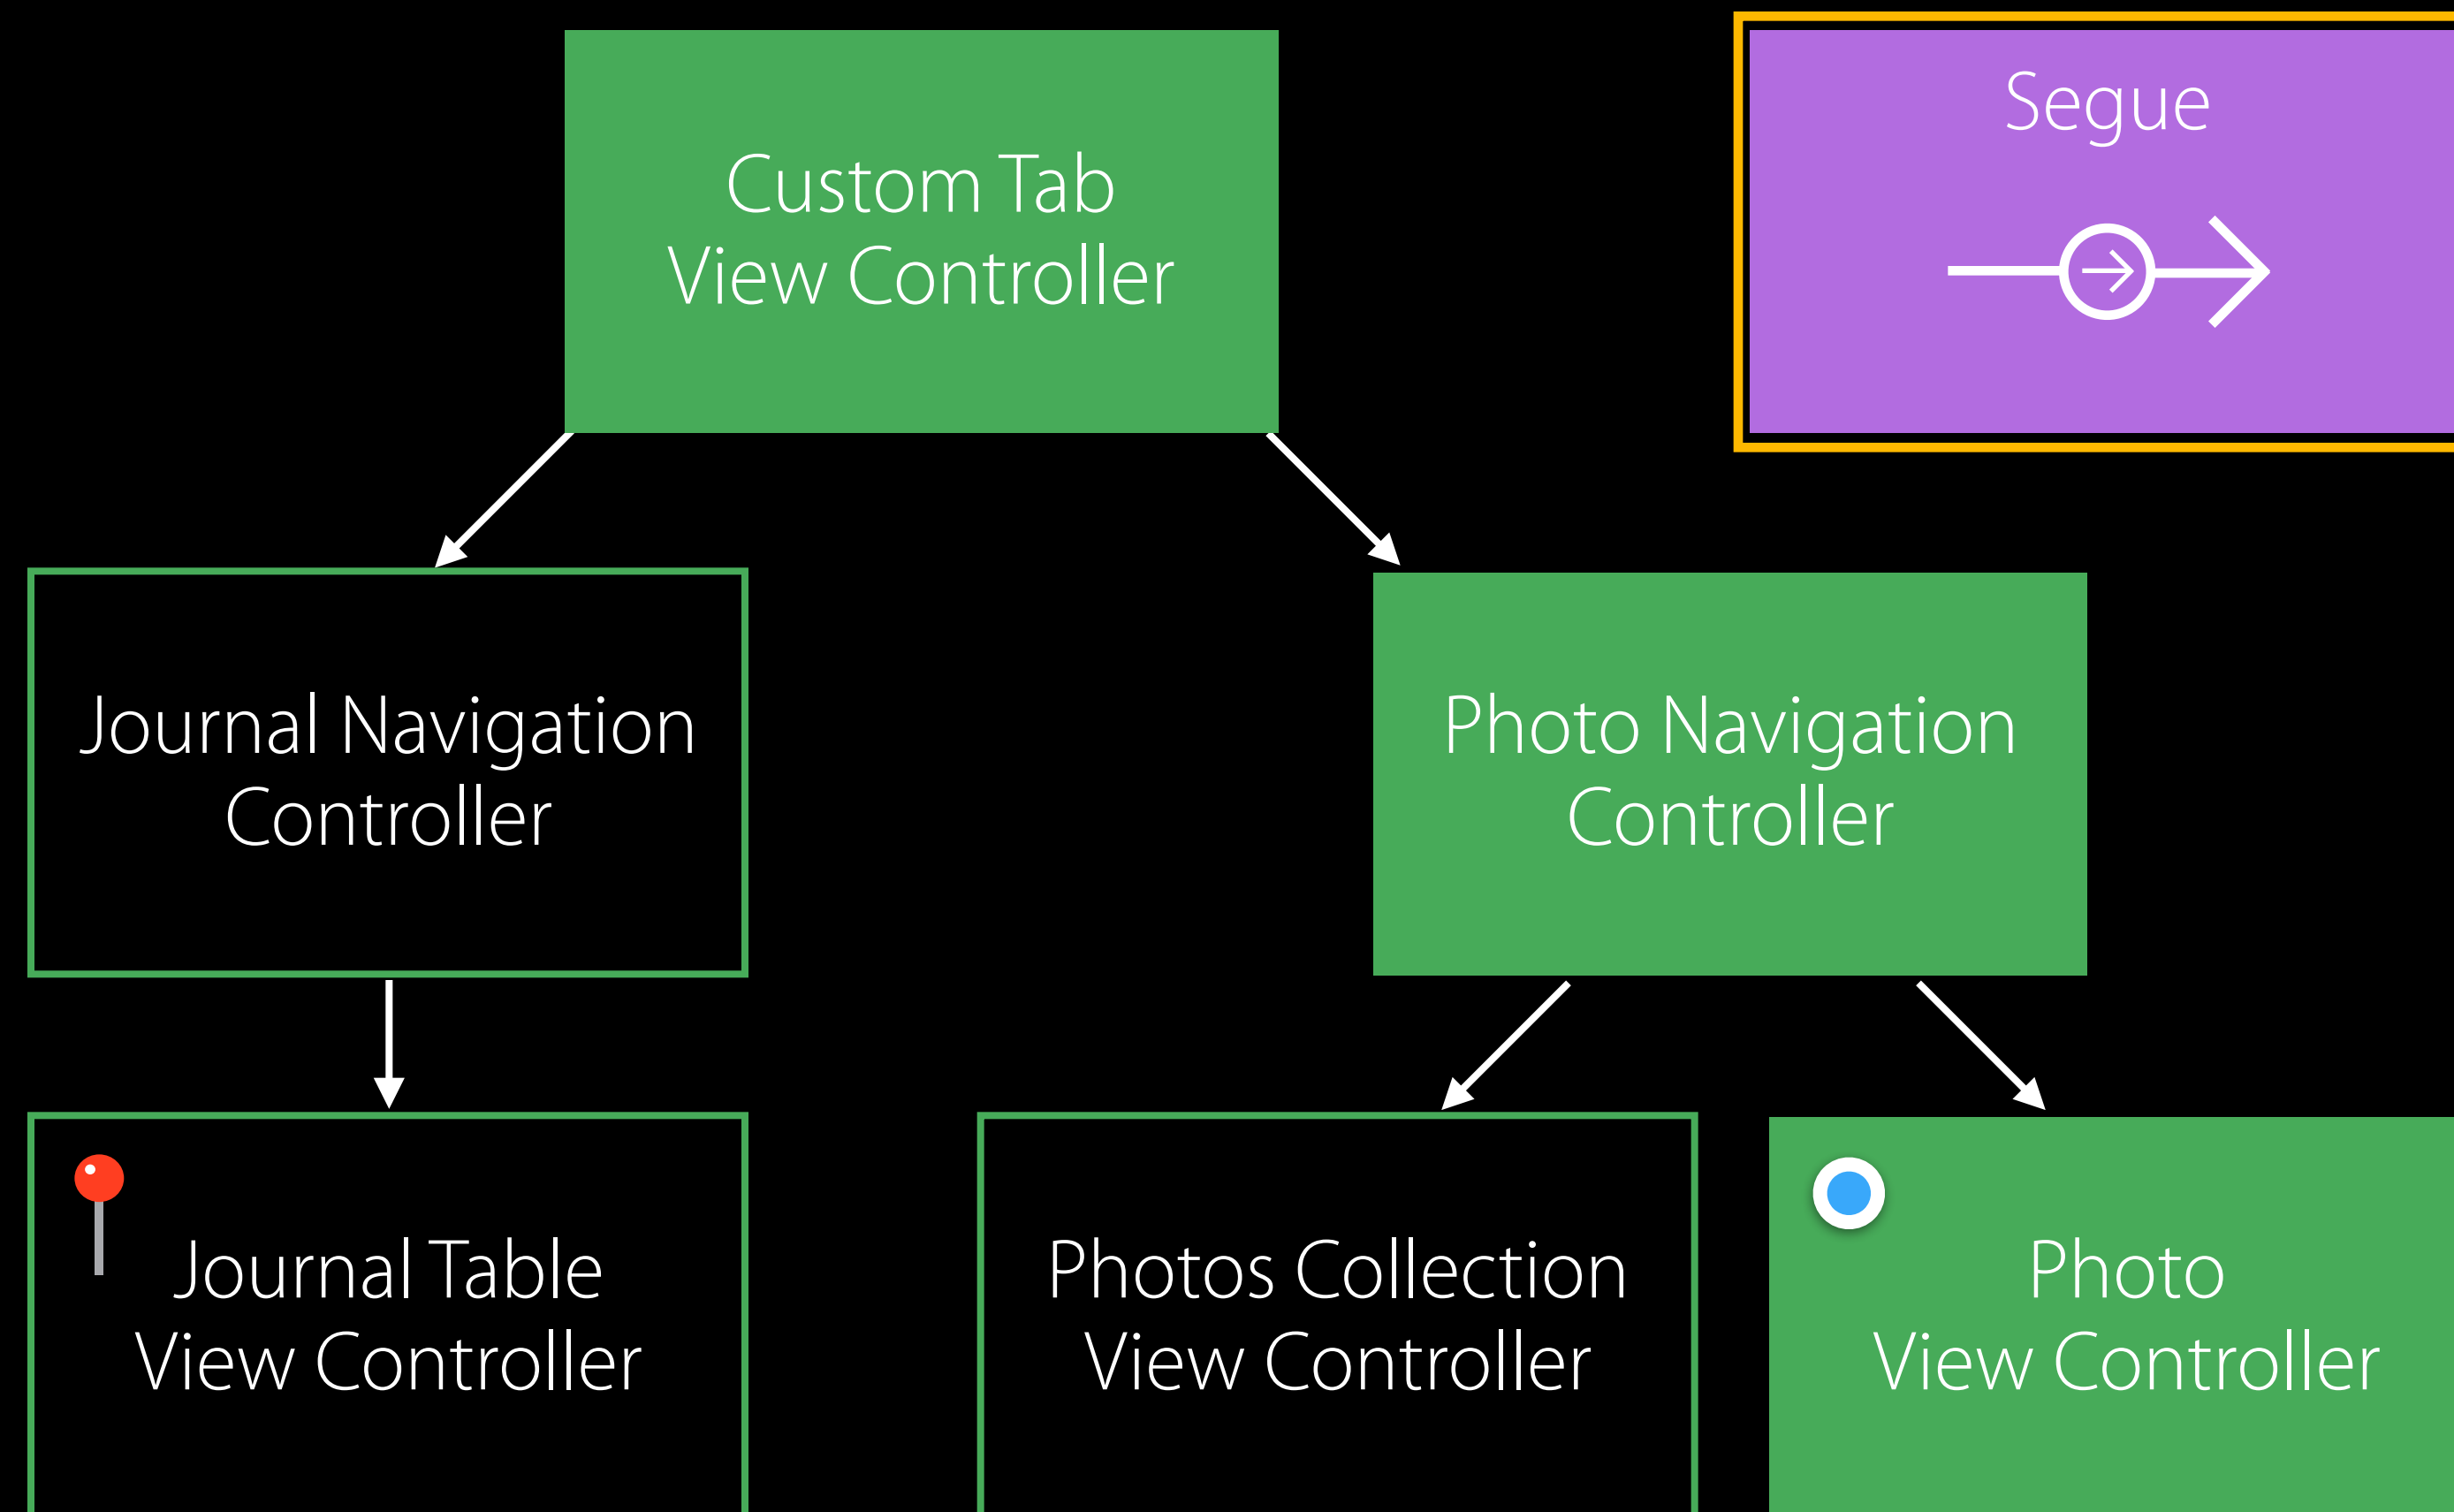 Custom Tab
View Controller
Segue
Journal Navigation
Controller
Photo Navigation
Controller
Journal Table
View Controller
Photos Collection
View Controller
Photo
View Controller